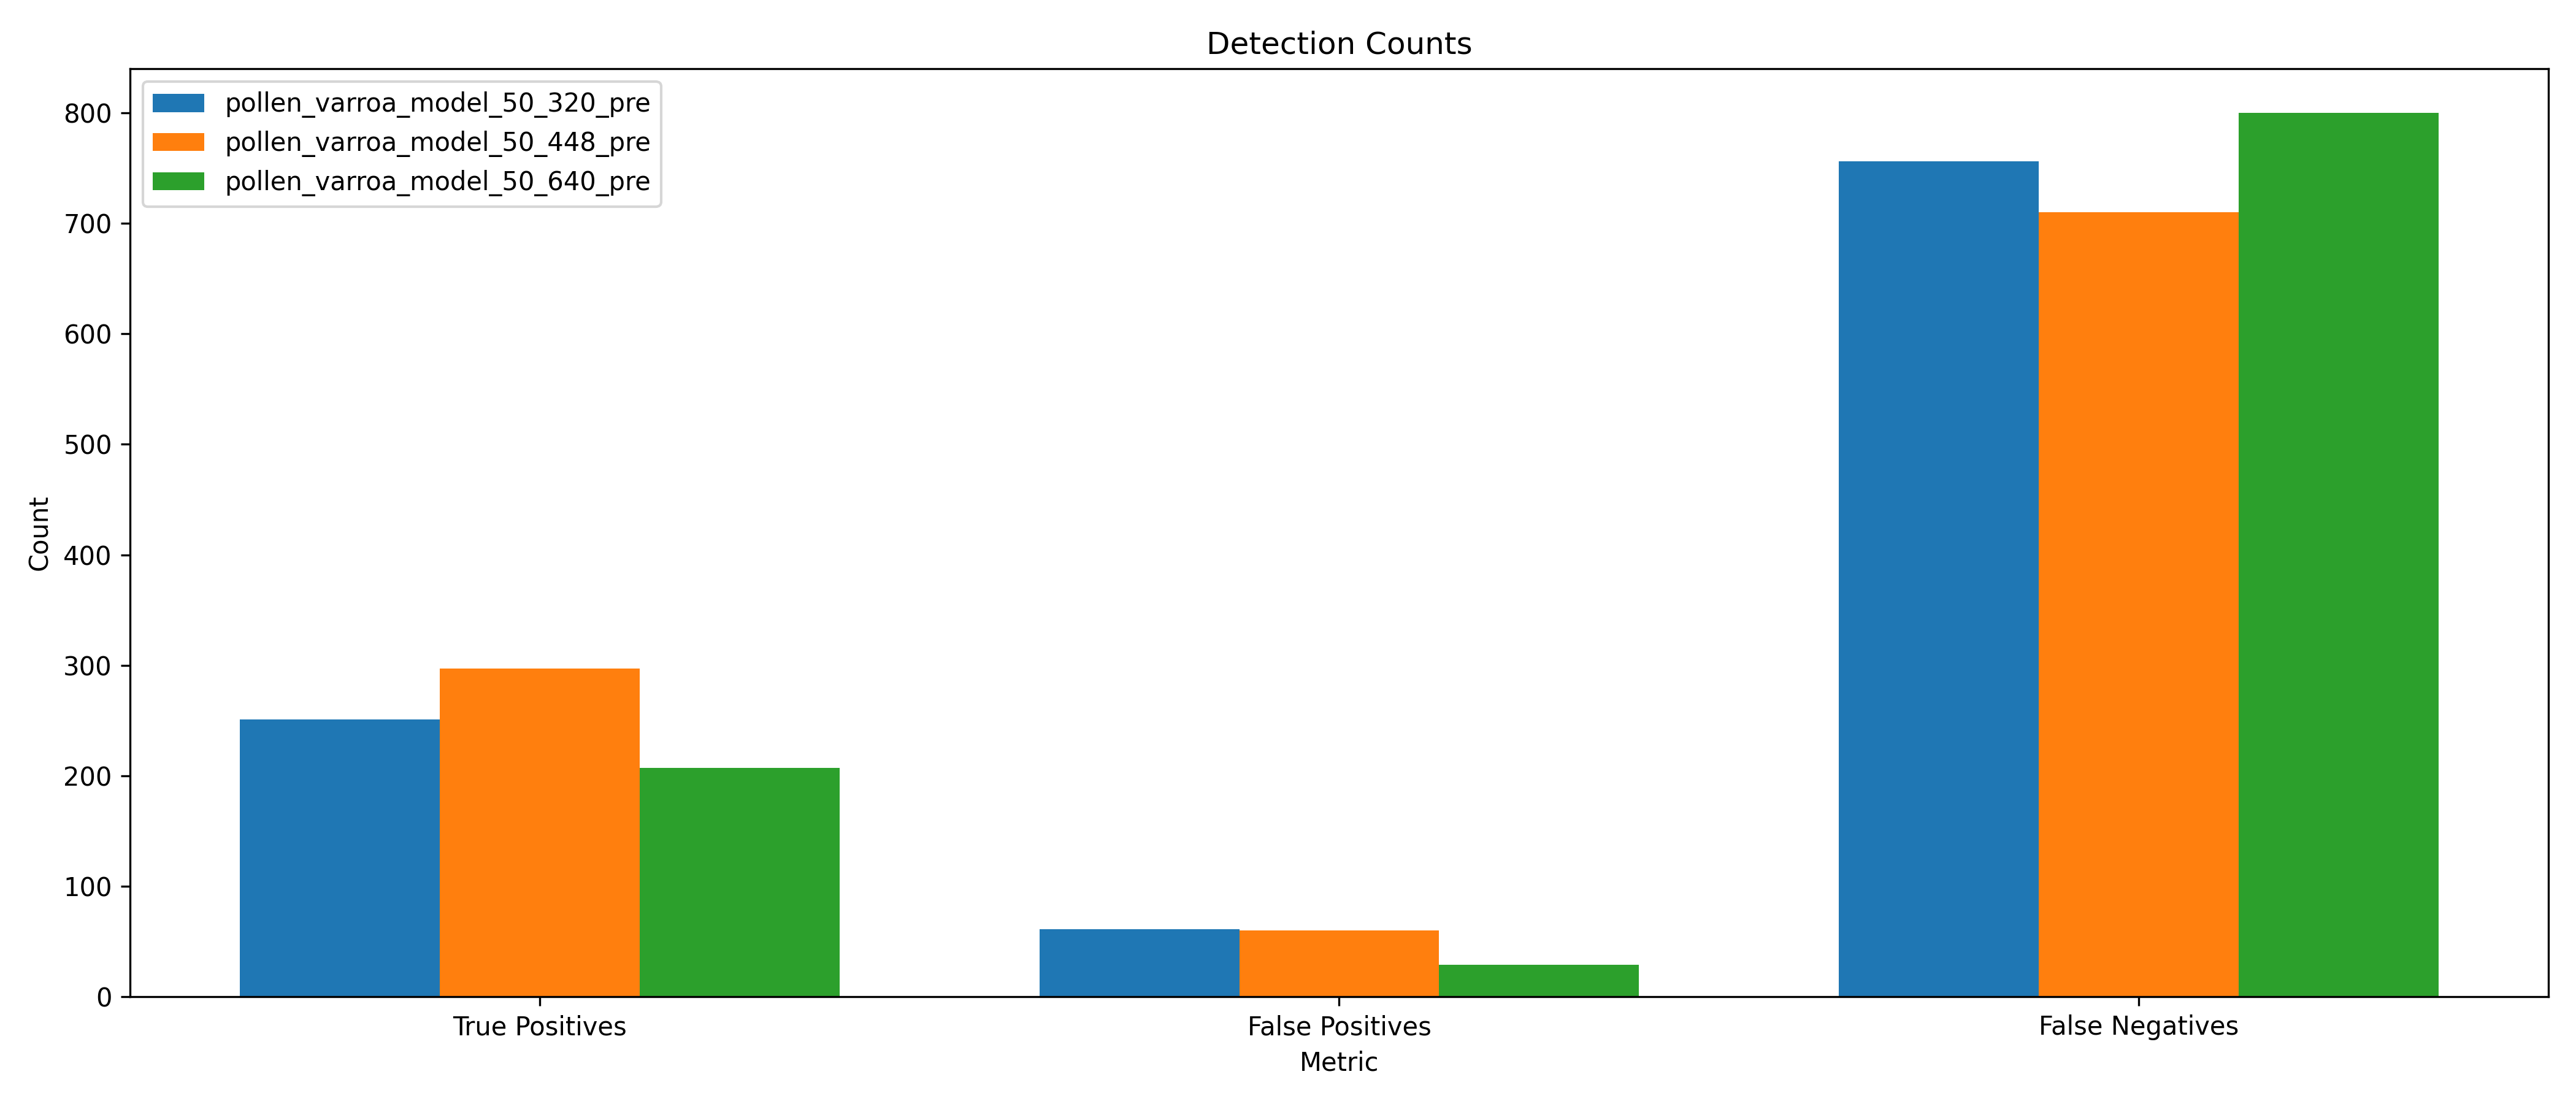 Detection Counts
pollen_varroa_model_50_320_pre
pollen_varroa_model_50_448_pre
pollen_varroa_model_50_640_pre
800
700
600
500
400
300
200
100
0
Count
True Positives
False Positives
False Negatives
Metric